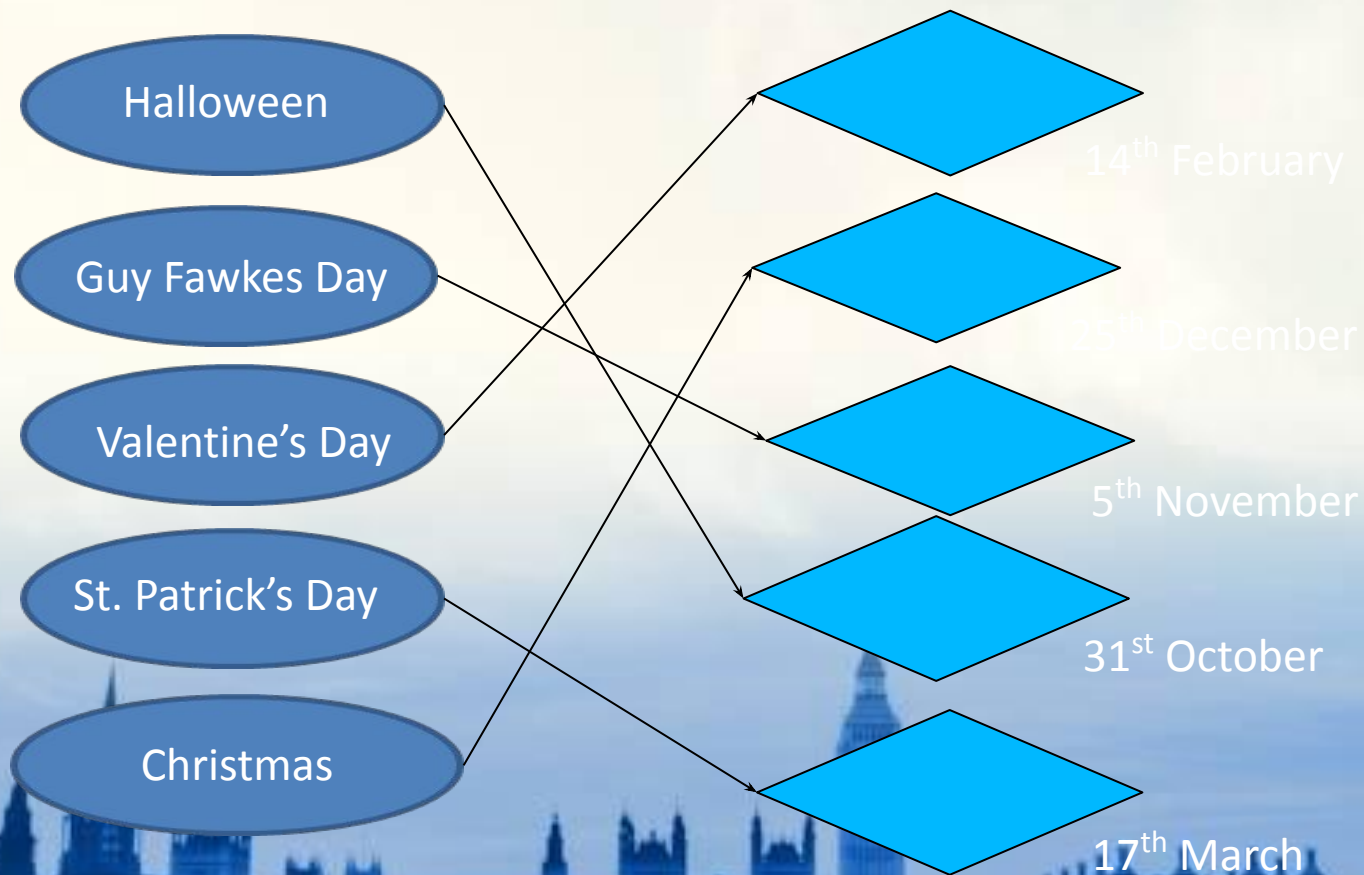 Halloween
Guy Fawkes Day
Valentine’s Day
St. Patrick’s Day
Christmas
14th February
25th December
5th November
31st October
17th March